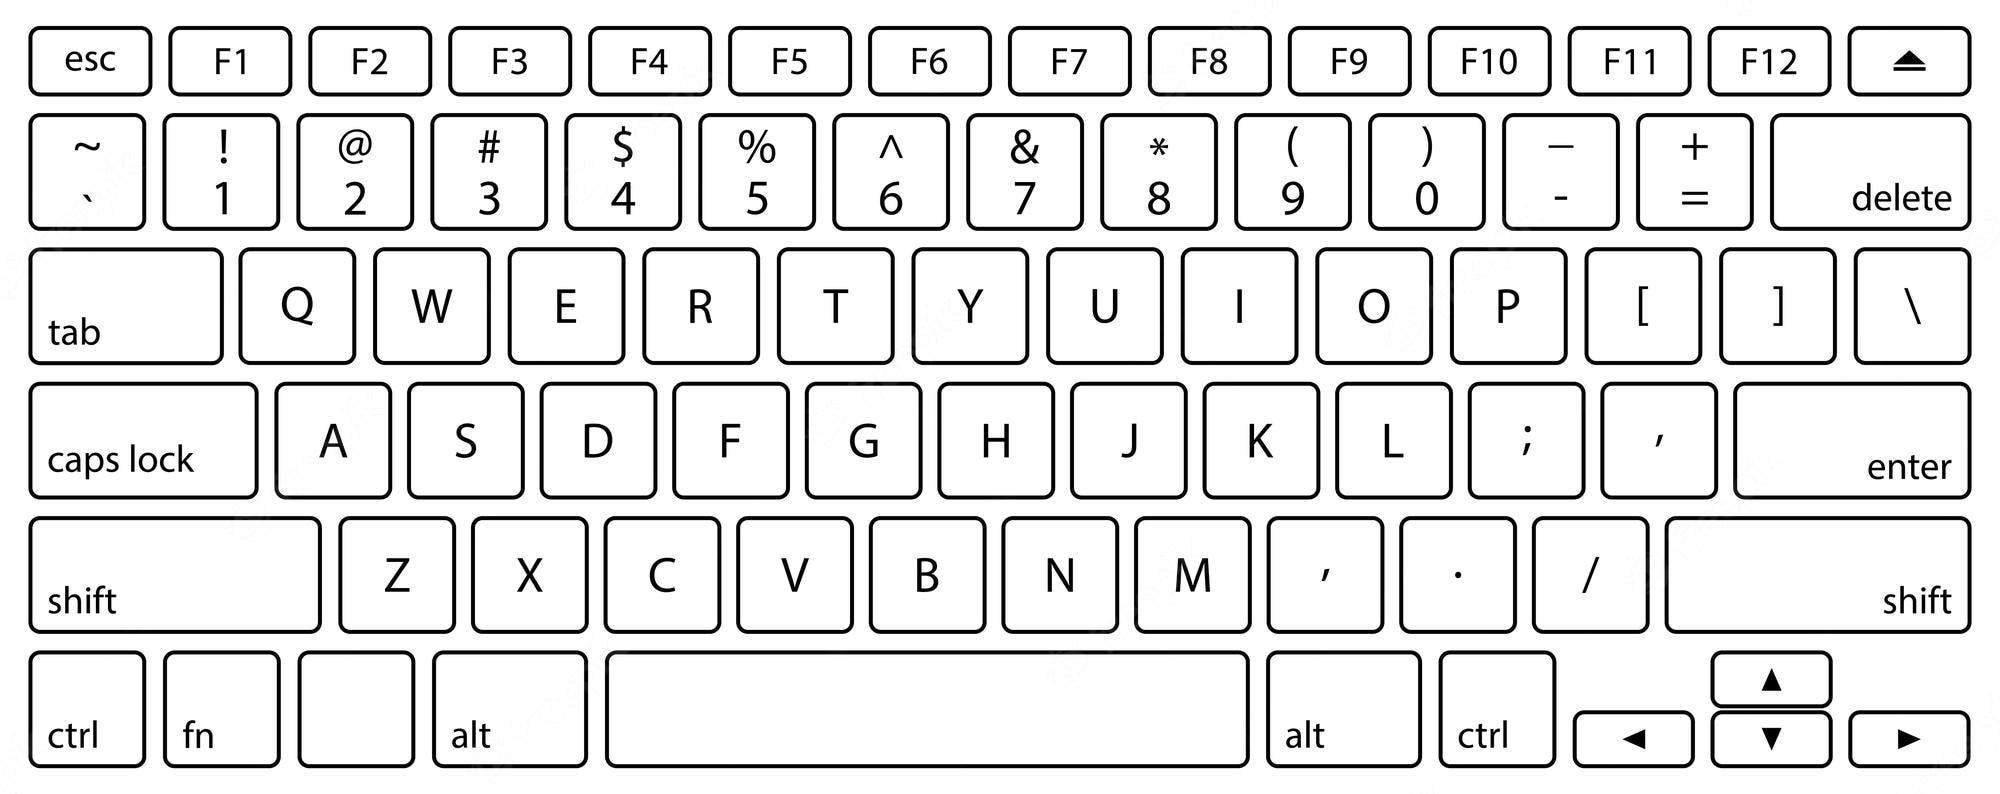 esc F1 F2 F3 F4 F5 F6 F7 F8 F9 F10 F11 F12 ⏏
~ ! @ # $ % ^ & * ( ) _ +
` 1 2 3 4 5 6 7 8 9 0 - = delete
tab Q W E R T Y U I O P [ ] \
caps lock A S D F G H J K L ; ' enter
shift Z X C V B N M , . / shift
ctrl fn alt alt ctrl ◀ ▲ ▼ ▶